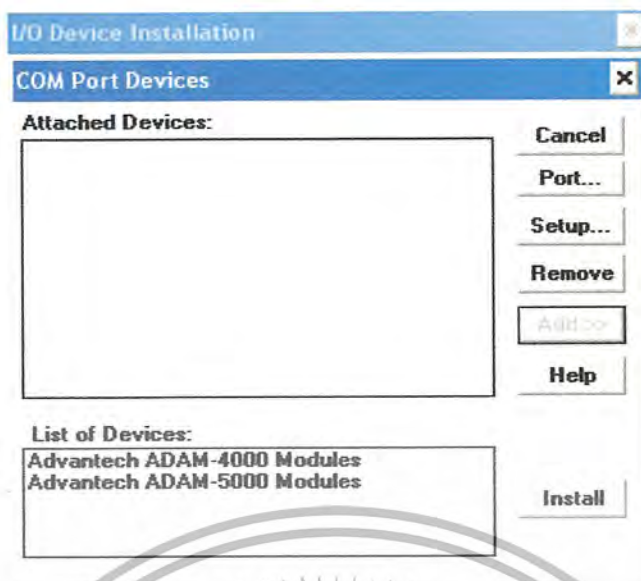 I/O Device Installation
COM Port Devices
Attached Devices:
Cancel
Port...
Setup...
Remove
Add >>
Help
List of Devices:
Advantech ADAM-4000 Modules
Advantech ADAM-5000 Modules
Install